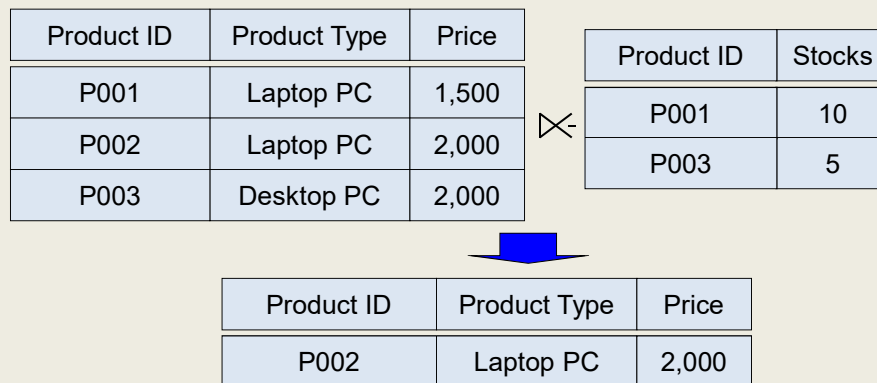 Product ID Product Type Price
P001 Laptop PC 1,500
P002 Laptop PC 2,000
P003 Desktop PC 2,000
Product ID Stocks
P001 10
P003 5
Product ID Product Type Price
P002 Laptop PC 2,000